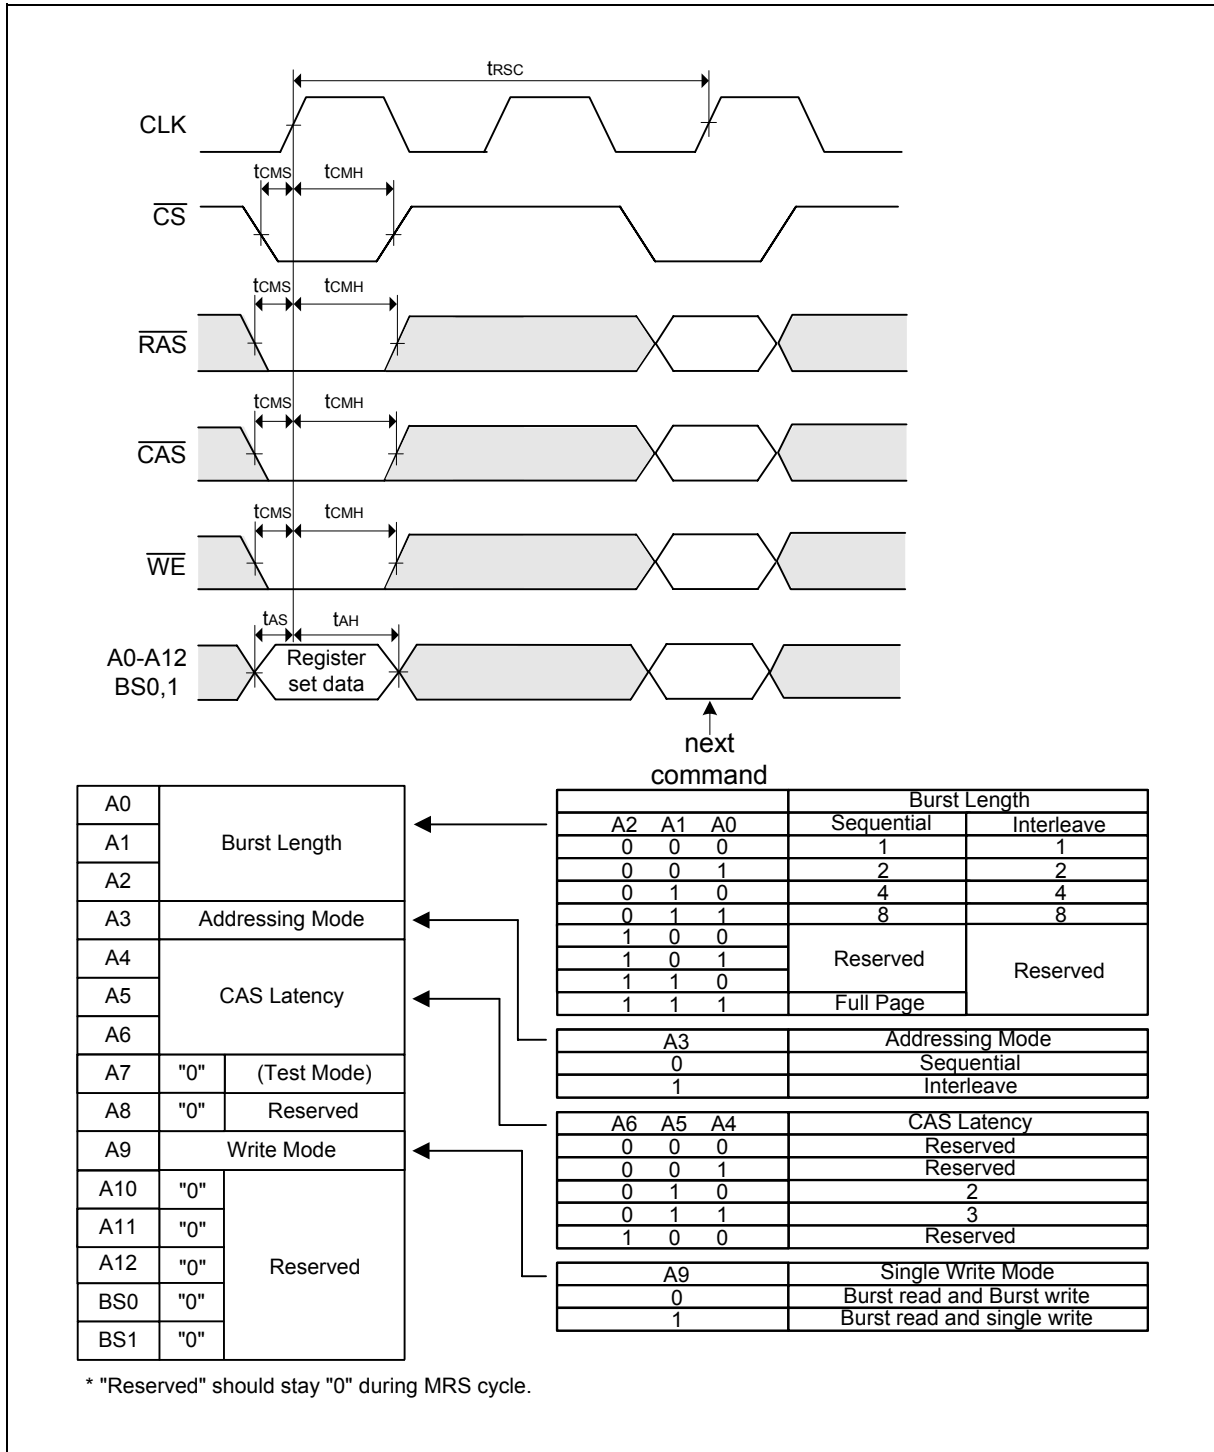 tRSC
CLK
tCMS tCMH
CS
tCMS tCMH
RAS
tCMS tCMH
CAS
tCMS tCMH
WE
tAS tAH
A0-A12
BS0,1
Register
set data
next
command
A0
A1 Burst Length
A2
A3 Addressing Mode
A4
A5 CAS Latency
A6
A7 "0" (Test Mode)
A8 "0" Reserved
A9 Write Mode
A10 "0"
A11 "0"
A12 "0" Reserved
BS0 "0"
BS1 "0"
Burst Length
A2 A1 A0 Sequential Interleave
0 0 0 1 1
0 0 1 2 2
0 1 0 4 4
0 1 1 8 8
1 0 0
1 0 1 Reserved Reserved
1 1 0
1 1 1 Full Page
A3 Addressing Mode
0 Sequential
1 Interleave
A6 A5 A4 CAS Latency
0 0 0 Reserved
0 0 1 Reserved
0 1 0 2
0 1 1 3
1 0 0 Reserved
A9 Single Write Mode
0 Burst read and Burst write
1 Burst read and single write
* "Reserved" should stay "0" during MRS cycle.